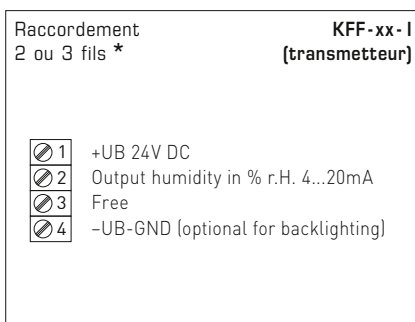 Raccordement
2 ou 3 fils *
KFF-xx-I
(transmetteur)
1 +UB 24V DC
2 Output humidity in % r.H. 4...20mA
3 Free
4 –UB-GND (optional for backlighting)